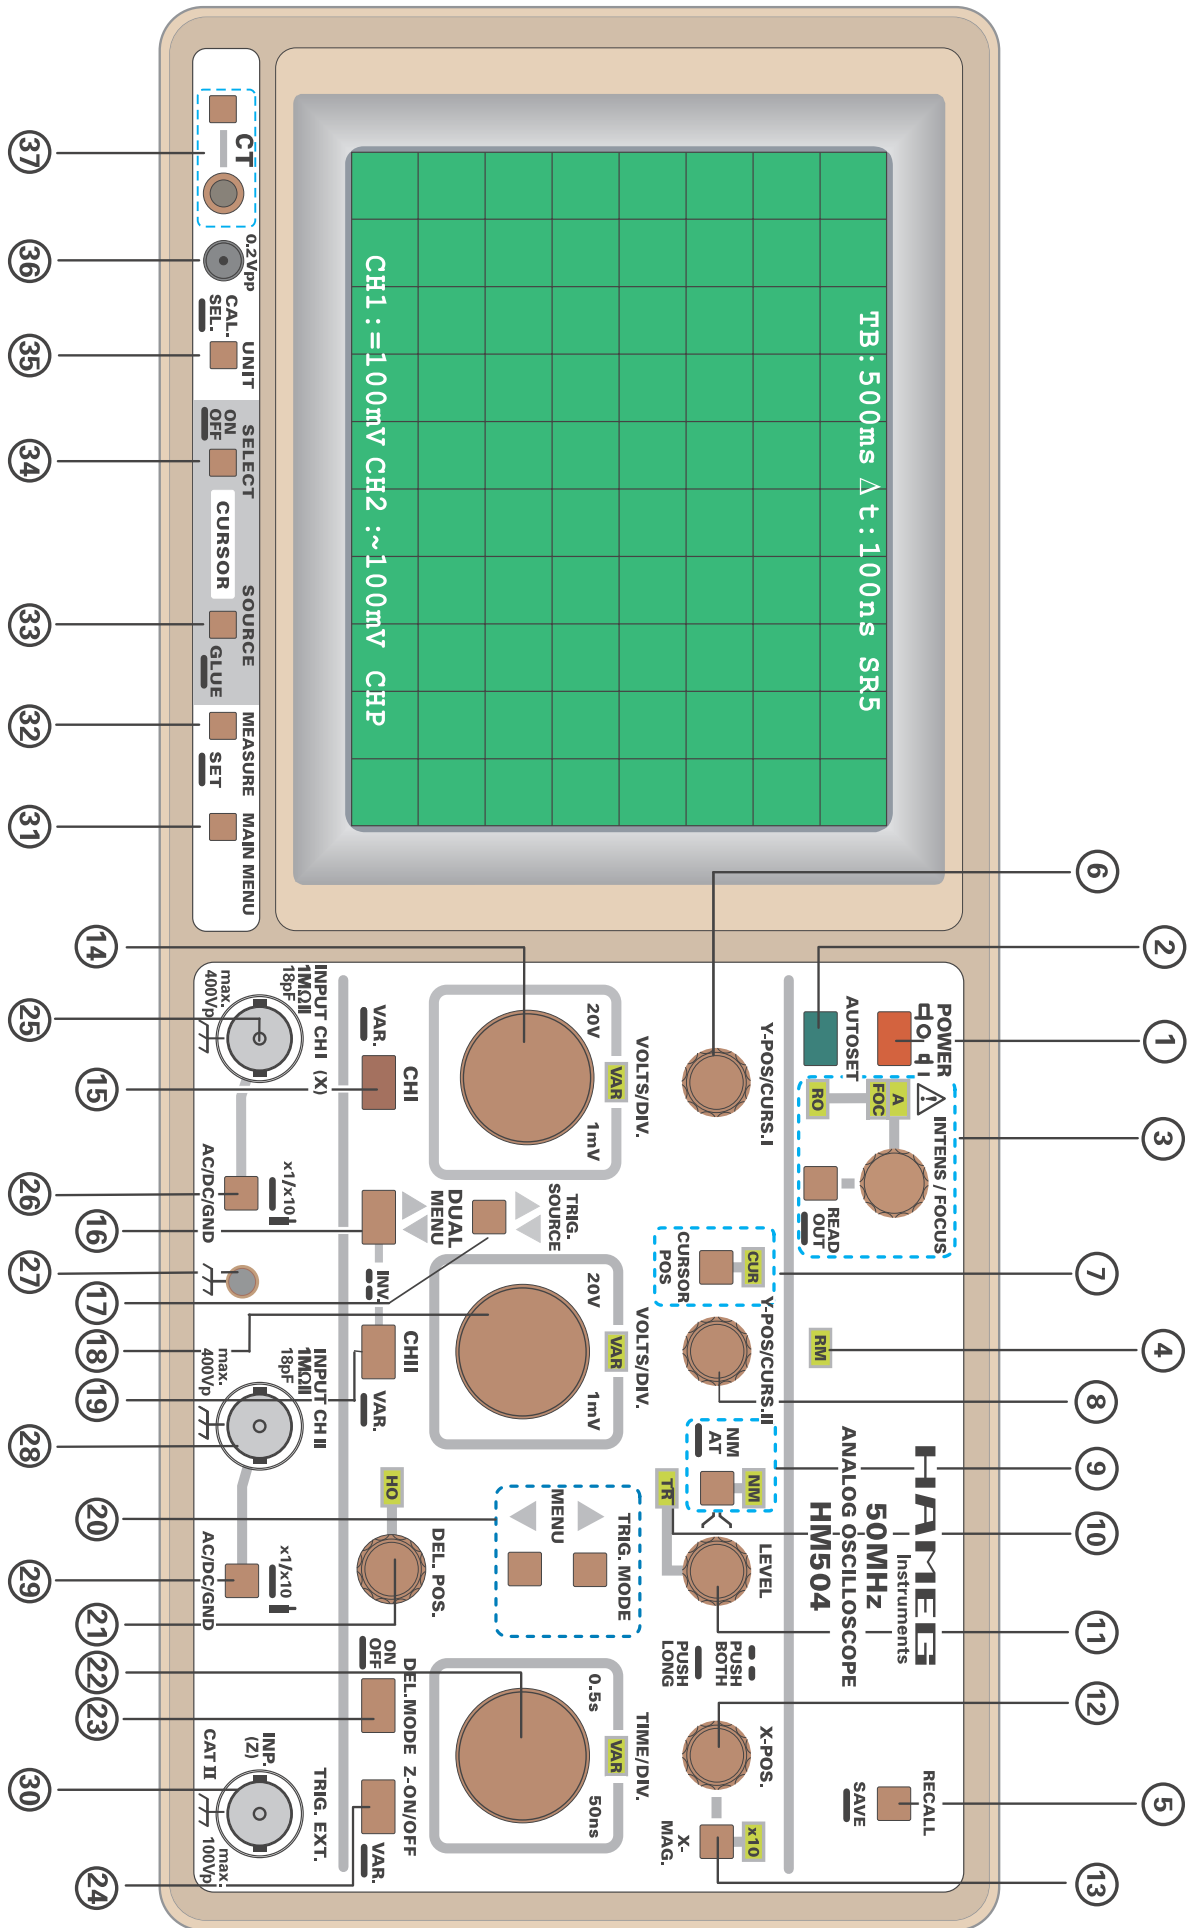 1
2
3
4
5
6
7
8
9
10
11
12
13
POWER
AUTOSET
INTENS / FOCUS
A
FOC
RO
READ
OUT
RM
HAMEG
Instruments
50MHz
ANALOG OSCILLOSCOPE
HM504
RECALL
SAVE
Y-POS/CURS.I
CUR
CURSOR
POS
Y-POS/CURS.II
NM
AT
NM
TR
LEVEL
PUSH
BOTH
PUSH
LONG
X-POS.
x10
X-
MAG.
TB:500ms Δt:100ns SR5
CH1:=100mV CH2:~100mV CHP
VOLTS/DIV.
VAR
20V
1mV
TRIG.
SOURCE
VOLTS/DIV.
VAR
20V
1mV
TRIG. MODE
MENU
TIME/DIV.
VAR
0.5s
50ns
CHI
VAR.
DUAL
MENU
INV.
CHII
VAR.
HO
DEL. POS.
DEL.MODE
ON
OFF
Z-ON/OFF
VAR.
INPUT CHI (X)
1MΩII
18pF
max.
400Vp
x1/x10
AC/DC/GND
INPUT CH II
1MΩII
18pF
max.
400Vp
x1/x10
AC/DC/GND
TRIG. EXT.
INP.
(Z)
CAT II
max.
100Vp
CT
0.2Vpp
CAL.
SEL.
UNIT
SELECT
ON
OFF
CURSOR
SOURCE
GLUE
MEASURE
SET
MAIN MENU
14
15
16
17
18
19
20
21
22
23
24
25
26
27
28
29
30
31
32
33
34
35
36
37